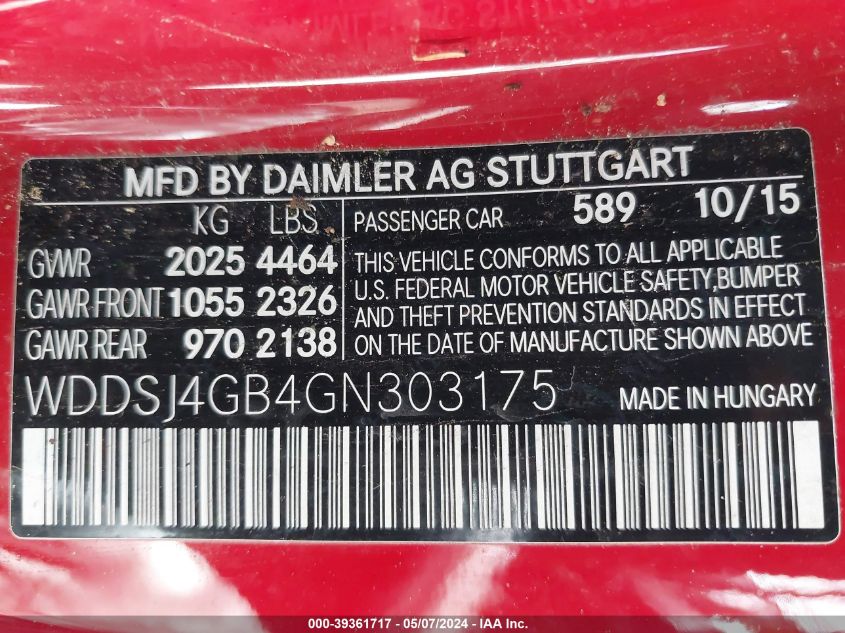 MFD BY DAIMLER AG STUTTGART
KG LBS
GVWR 2025 4464
GAWR FRONT 1055 2326
GAWR REAR 970 2138
PASSENGER CAR 589 10/15
THIS VEHICLE CONFORMS TO ALL APPLICABLE
U.S. FEDERAL MOTOR VEHICLE SAFETY,BUMPER
AND THEFT PREVENTION STANDARDS IN EFFECT
ON THE DATE OF MANUFACTURE SHOWN ABOVE
WDDSJ4GB4GN303175 MADE IN HUNGARY
000-39361717 - 05/07/2024 - IAA Inc.